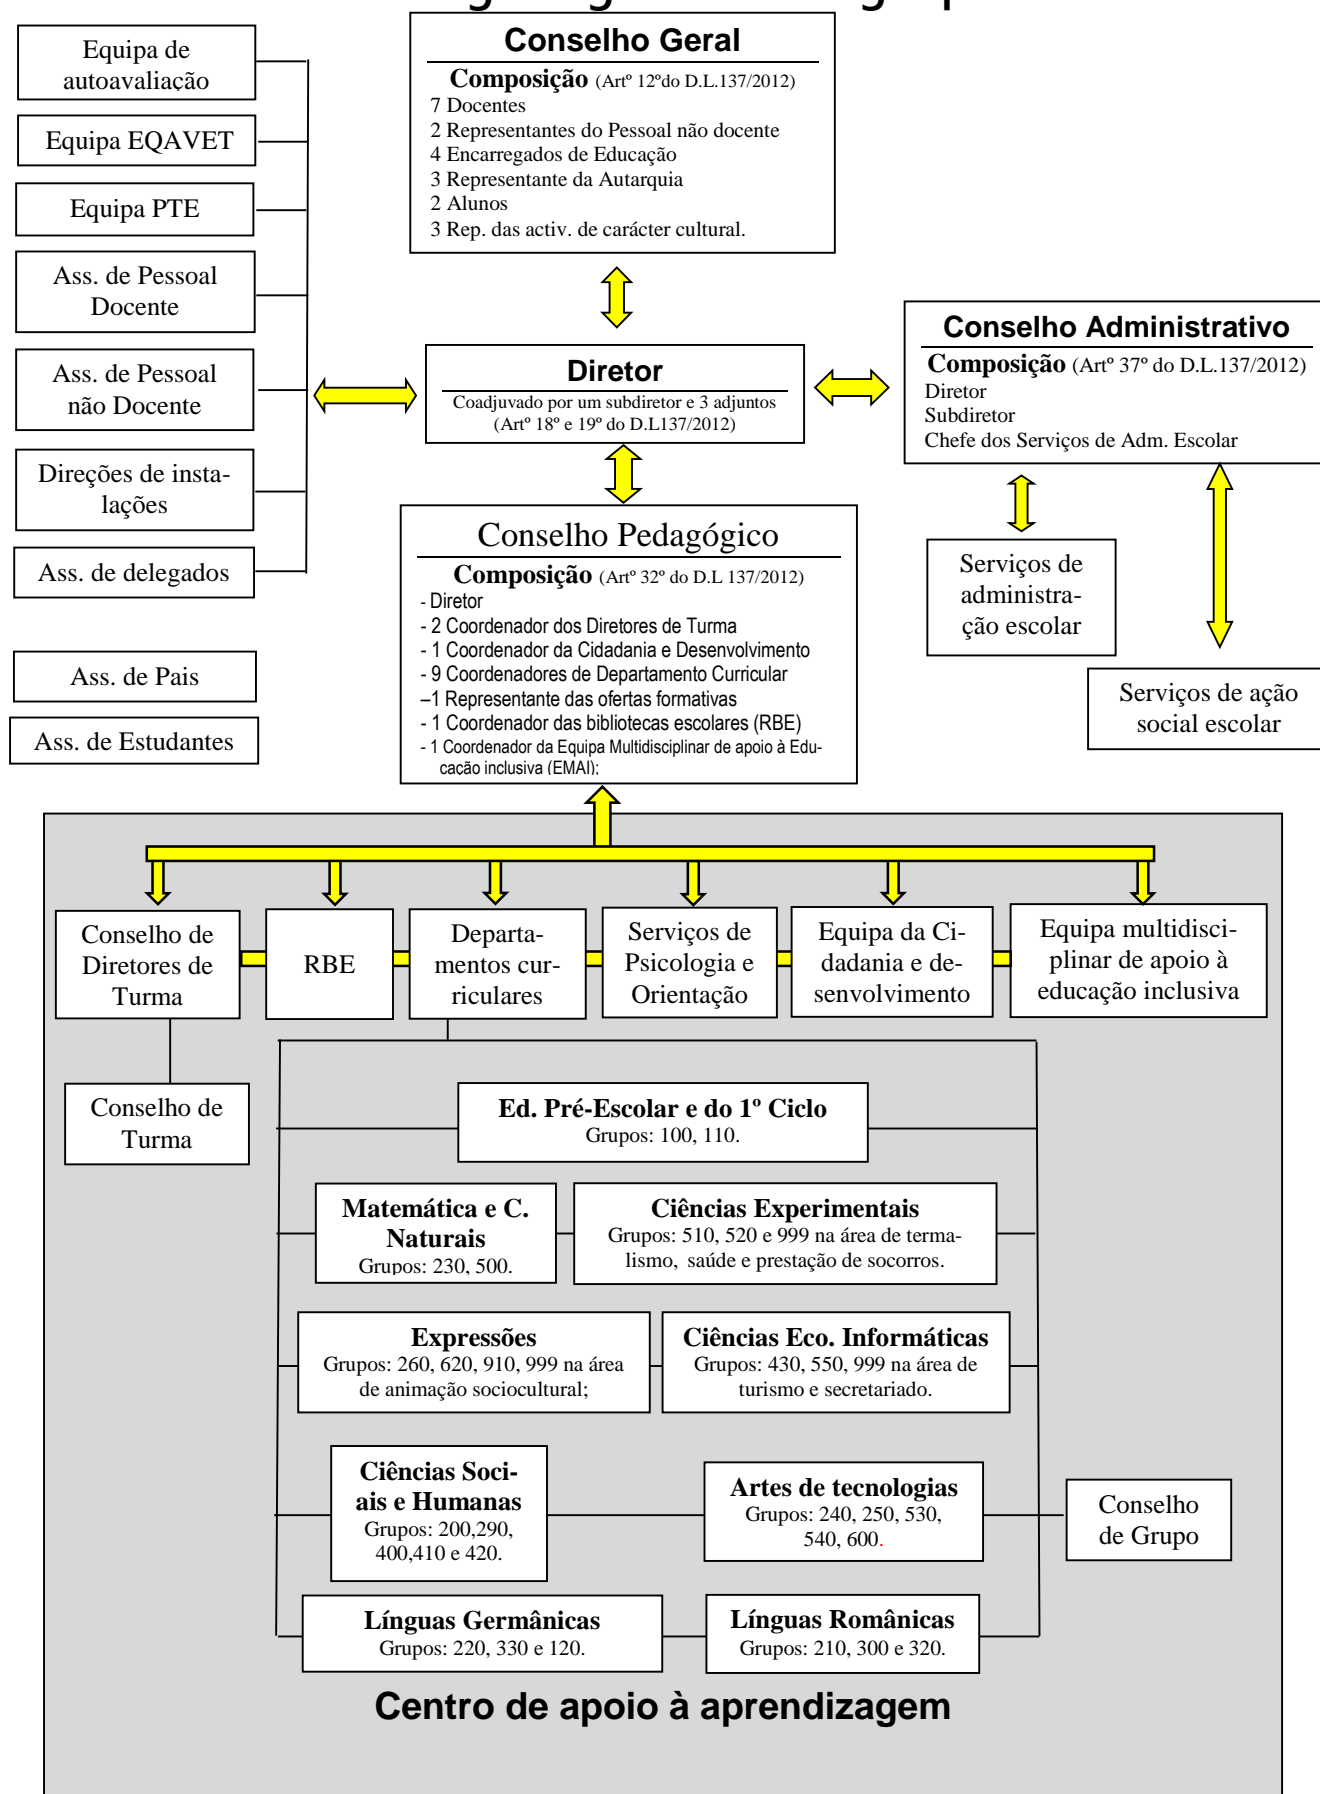 Equipa de
autoavaliação
Equipa EQAVET
Equipa PTE
Ass. de Pessoal
Docente
Ass. de Pessoal
não Docente
Direções de insta-
lações
Ass. de delegados
Ass. de Pais
Ass. de Estudantes
Conselho Geral
Composição (Artº 12ºdo D.L.137/2012)
7 Docentes
2 Representantes do Pessoal não docente
4 Encarregados de Educação
3 Representante da Autarquia
2 Alunos
3 Rep. das activ. de carácter cultural.
Diretor
Coadjuvado por um subdiretor e 3 adjuntos
(Artº 18º e 19º do D.L137/2012)
Conselho Administrativo
Composição (Artº 37º do D.L.137/2012)
Diretor
Subdiretor
Chefe dos Serviços de Adm. Escolar
Serviços de
administra-
ção escolar
Serviços de ação
social escolar
Conselho Pedagógico
Composição (Artº 32º do D.L 137/2012)
- Diretor
- 2 Coordenador dos Diretores de Turma
- 1 Coordenador da Cidadania e Desenvolvimento
- 9 Coordenadores de Departamento Curricular
–1 Representante das ofertas formativas
- 1 Coordenador das bibliotecas escolares (RBE)
- 1 Coordenador da Equipa Multidisciplinar de apoio à Edu-
cação inclusiva (EMAI);
Conselho de
Diretores de
Turma
RBE
Departa-
mentos cur-
riculares
Serviços de
Psicologia e
Orientação
Equipa da Ci-
dadania e de-
senvolvimento
Equipa multidisci-
plinar de apoio à
educação inclusiva
Conselho de
Turma
Ed. Pré-Escolar e do 1º Ciclo
Grupos: 100, 110.
Matemática e C.
Naturais
Grupos: 230, 500.
Ciências Experimentais
Grupos: 510, 520 e 999 na área de terma-
lismo, saúde e prestação de socorros.
Expressões
Grupos: 260, 620, 910, 999 na área
de animação sociocultural;
Ciências Eco. Informáticas
Grupos: 430, 550, 999 na área de
turismo e secretariado.
Ciências Soci-
ais e Humanas
Grupos: 200,290,
400,410 e 420.
Artes de tecnologias
Grupos: 240, 250, 530,
540, 600.
Conselho
de Grupo
Línguas Germânicas
Grupos: 220, 330 e 120.
Línguas Românicas
Grupos: 210, 300 e 320.
Centro de apoio à aprendizagem